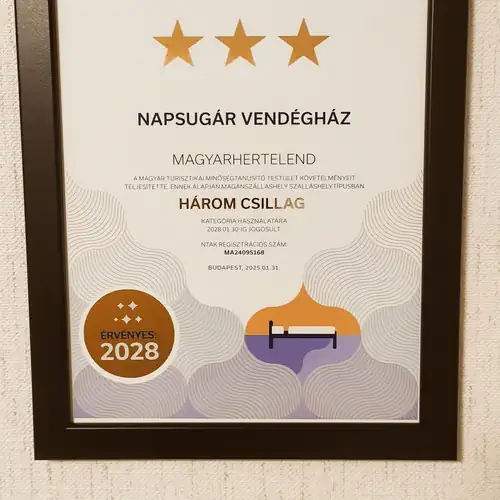 NAPSUGÁR VENDÉGHÁZ
MAGYARHERTELEND
A MAGYAR TURISZTIKAI MINŐSÉGTANÚSÍTÓ TESTÜLET KÖVETELMÉNYEIT
TELJESÍTETTE, ENNEK ALAPJÁN MAGÁNSZÁLLÁSHELY SZÁLLÁSHELYTÍPUSBAN
HÁROM CSILLAG
KATEGÓRIA HASZNÁLATÁRA
2028.01.30-IG JOGOSULT.
NTAK REGISZTRÁCIÓS SZÁM:
MA24095168
BUDAPEST, 2025.01.31.
ÉRVÉNYES:
2028